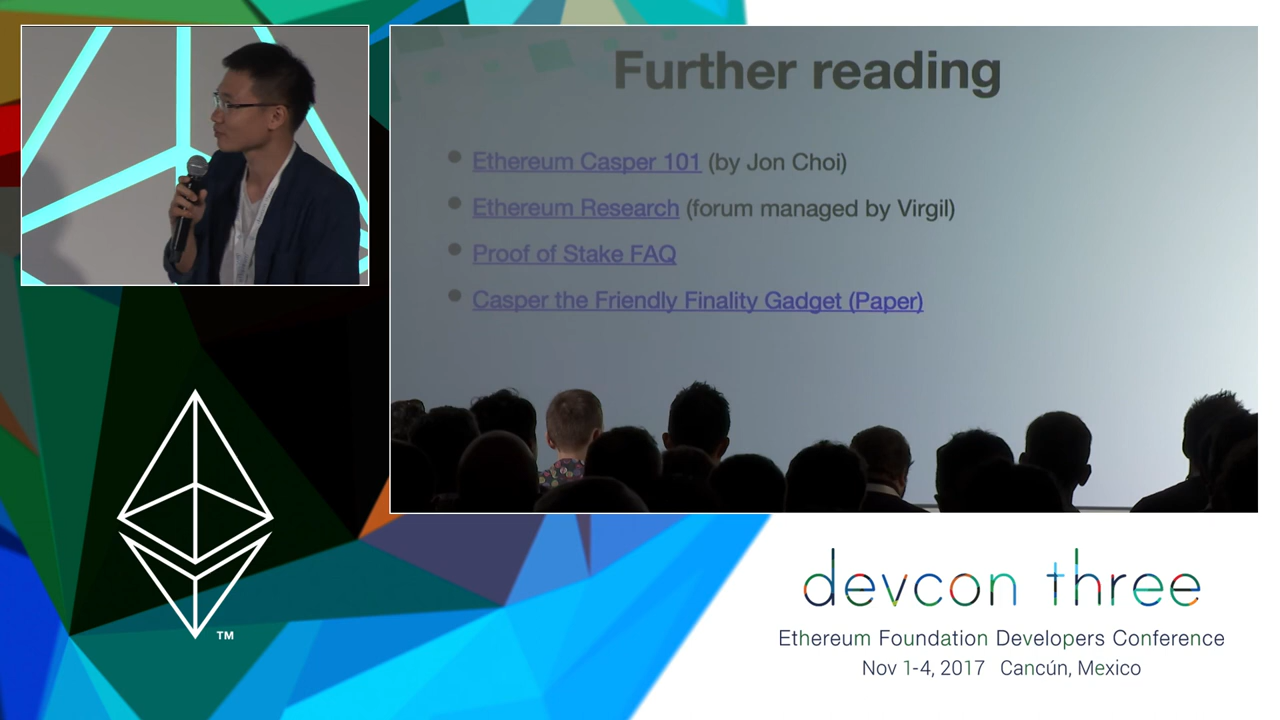 Further reading
Ethereum Casper 101 (by Jon Choi)
Ethereum Research (forum managed by Virgil)
Proof of Stake FAQ
Casper the Friendly Finality Gadget (Paper)
TM
devcon three
Ethereum Foundation Developers Conference
Nov 1-4, 2017 Cancún, Mexico